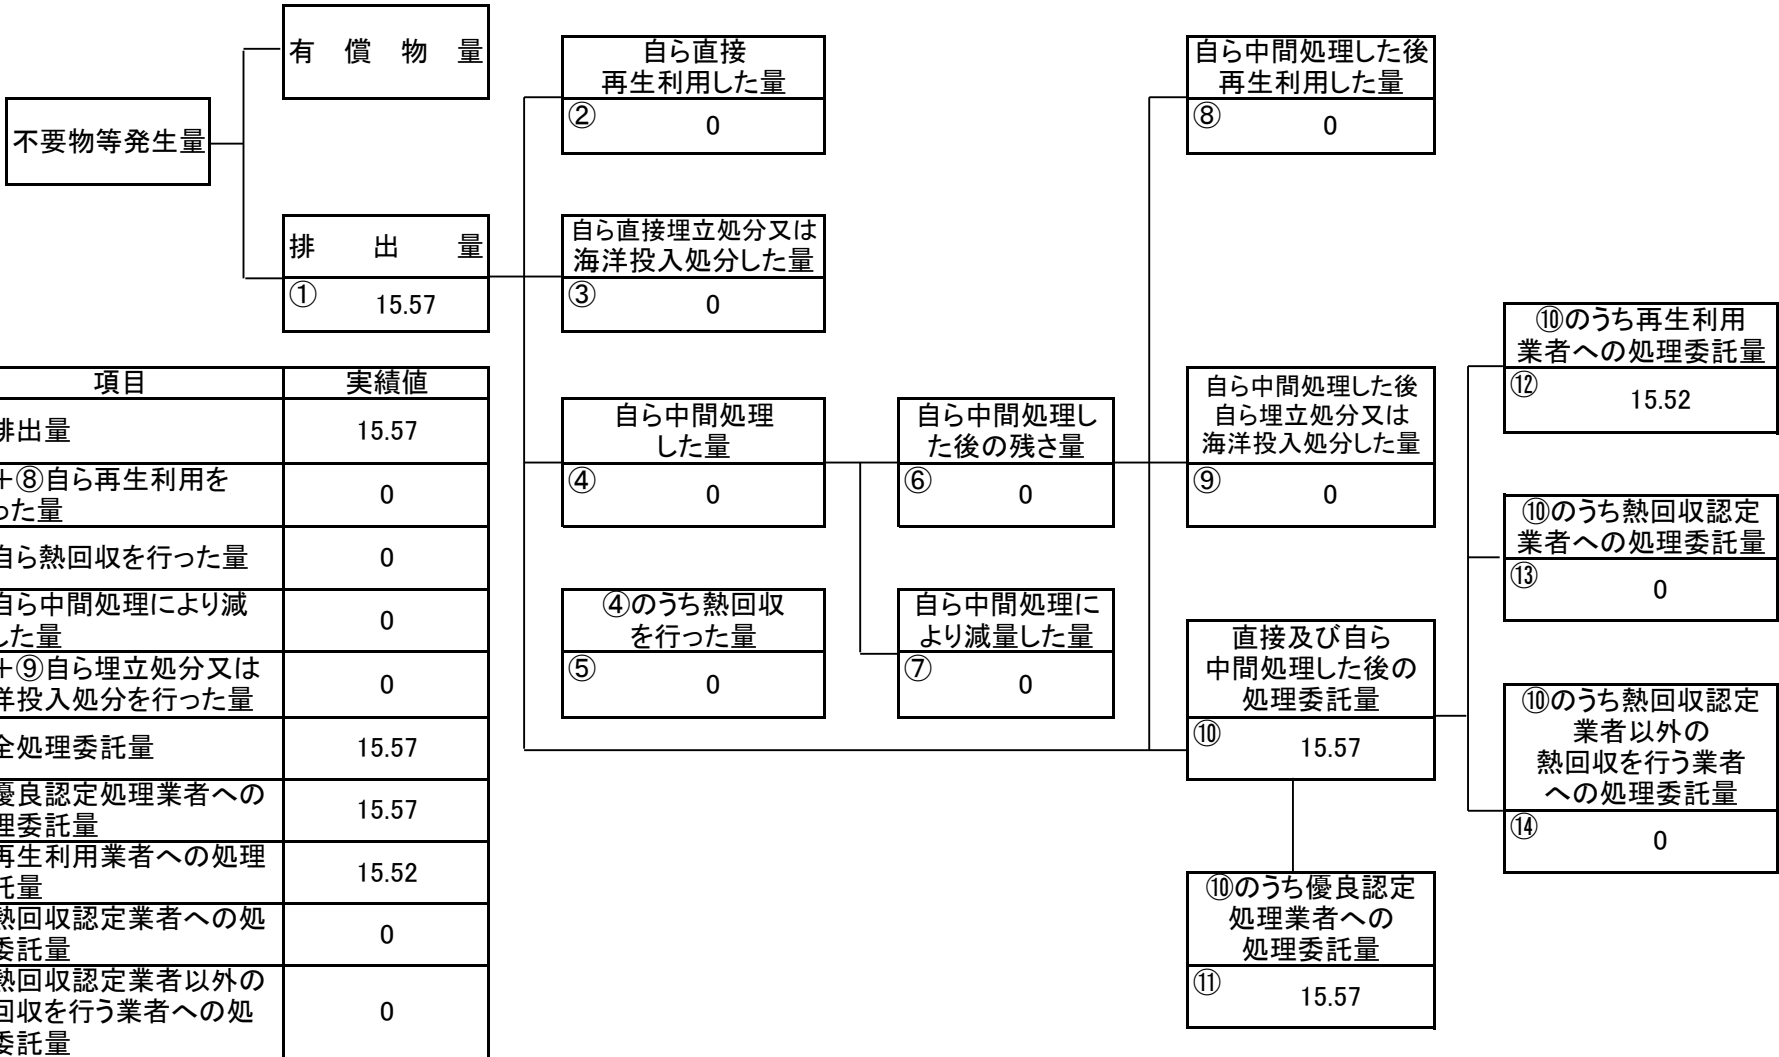 有償物量
不要物等発生量
排出量
① 15.57
自ら直接
再生利用した量
② 0
自ら直接埋立処分又は
海洋投入処分した量
③ 0
自ら中間処理
した量
④ 0
④のうち熱回収
を行った量
⑤ 0
自ら中間処理し
た後の残さ量
⑥ 0
自ら中間処理に
より減量した量
⑦ 0
自ら中間処理した後
再生利用した量
⑧ 0
自ら中間処理した後
自ら埋立処分又は
海洋投入処分した量
⑨ 0
直接及び自ら
中間処理した後の
処理委託量
⑩ 15.57
⑩のうち優良認定
処理業者への
処理委託量
⑪ 15.57
⑩のうち再生利用
業者への処理委託量
⑫ 15.52
⑩のうち熱回収認定
業者への処理委託量
⑬ 0
⑩のうち熱回収認定
業者以外の
熱回収を行う業者
への処理委託量
⑭ 0
項目 実績値
排出量 15.57
+⑧自ら再生利用を
った量 0
自ら熱回収を行った量 0
自ら中間処理により減
した量 0
+⑨自ら埋立処分又は
洋投入処分を行った量 0
全処理委託量 15.57
優良認定処理業者への
理委託量 15.57
再生利用業者への処理
託量 15.52
熱回収認定業者への処
委託量 0
熱回収認定業者以外の
回収を行う業者への処
委託量 0